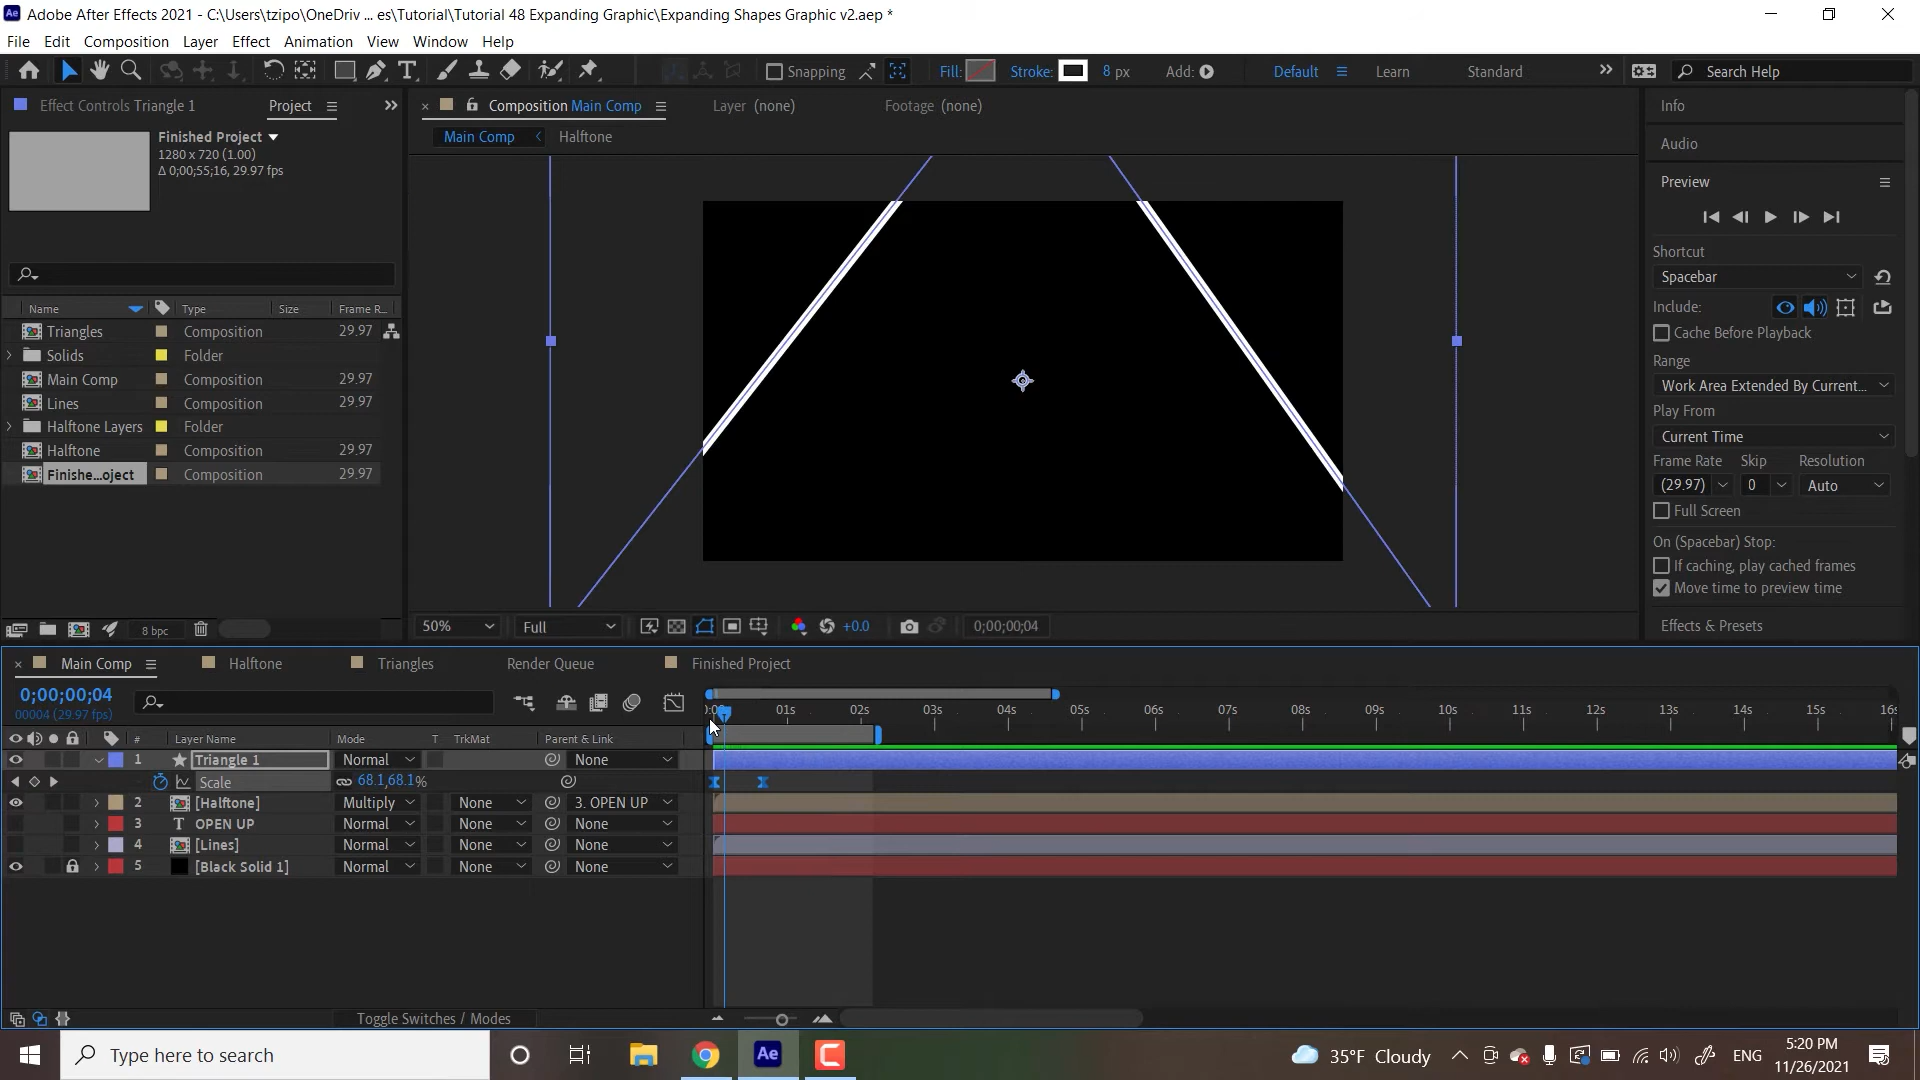 Adobe After Effects 2021 - C:\Users\tzipo\OneDriv ... es\Tutorial\Tutorial 48 Expanding Graphic\Expanding Shapes Graphic v2.aep *
File Edit Composition Layer Effect Animation View Window Help
Snapping Fill: Stroke: 8 px Add: Default Learn Standard Search Help
Effect Controls Triangle 1 Project
Composition Main Comp Layer (none) Footage (none)
Main Comp Halftone
Finished Project
1280 x 720 (1.00)
Δ 0;00;55;16, 29.97 fps
Name Type Size Frame R...
Triangles Composition 29.97
Solids Folder
Main Comp Composition 29.97
Lines Composition 29.97
Halftone Layers Folder
Halftone Composition 29.97
Finishe...oject Composition 29.97
8 bpc
50% Full +0.0 0;00;00;04
Info
Audio
Preview
Shortcut
Spacebar
Include:
Cache Before Playback
Range
Work Area Extended By Current...
Play From
Current Time
Frame Rate Skip Resolution
(29.97) 0 Auto
Full Screen
On (Spacebar) Stop:
If caching, play cached frames
Move time to preview time
Effects & Presets
Main Comp Halftone Triangles Render Queue Finished Project
0;00;00;04
00004 (29.97 fps)
01s 02s 03s 04s 05s 06s 07s 08s 09s 10s 11s 12s 13s 14s 15s
# Layer Name Mode T TrkMat Parent & Link
1 Triangle 1 Normal None
Scale 68.1,68.1%
2 [Halftone] Multiply None 3. OPEN UP
3 T OPEN UP Normal None None
4 [Lines] Normal None None
5 [Black Solid 1] Normal None None
Toggle Switches / Modes
Type here to search
Ae
35°F Cloudy
ENG
5:20 PM
11/26/2021